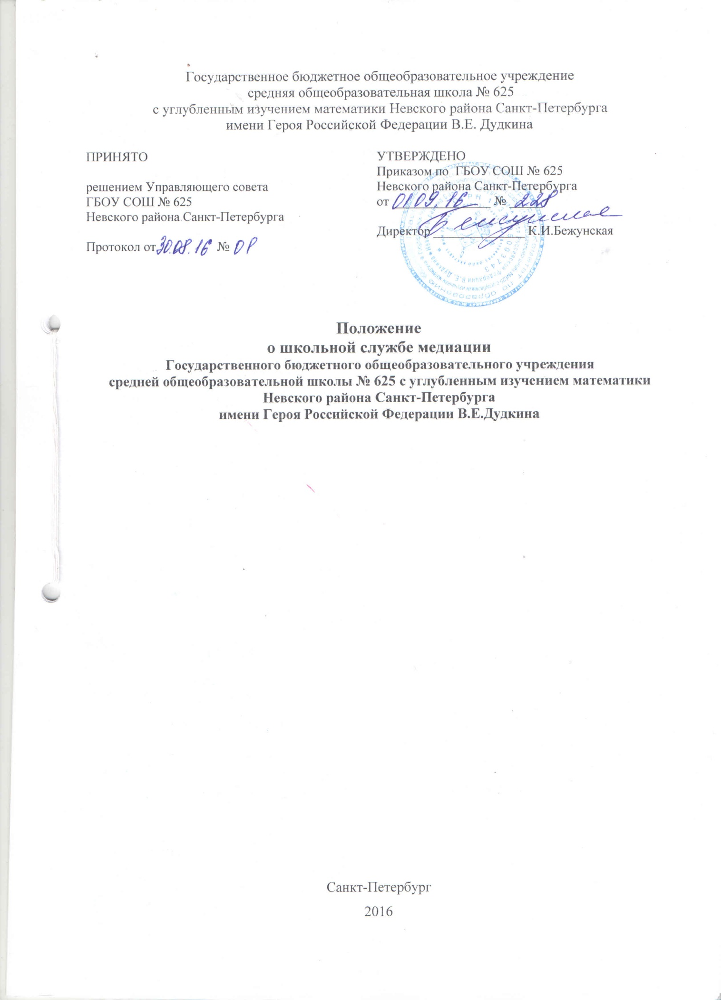 Государственное бюджетное общеобразовательное учреждение
средняя общеобразовательная школа № 625
с углубленным изучением математики Невского района Санкт-Петербурга
имени Героя Российской Федерации В.Е. Дудкина
ПРИНЯТО
решением Управляющего совета
ГБОУ СОШ № 625
Невского района Санкт-Петербурга
Протокол от 30.08.16 №
УТВЕРЖДЕНО
Приказом по ГБОУ СОШ № 625
Невского района Санкт-Петербурга
от 01.09.16 № 228
Директор ______________ К.И.Бежунская
Положение
о школьной службе медиации
Государственного бюджетного общеобразовательного учреждения
средней общеобразовательной школы № 625 с углубленным изучением математики
Невского района Санкт-Петербурга
имени Героя Российской Федерации В.Е.Дудкина
Санкт-Петербург
2016